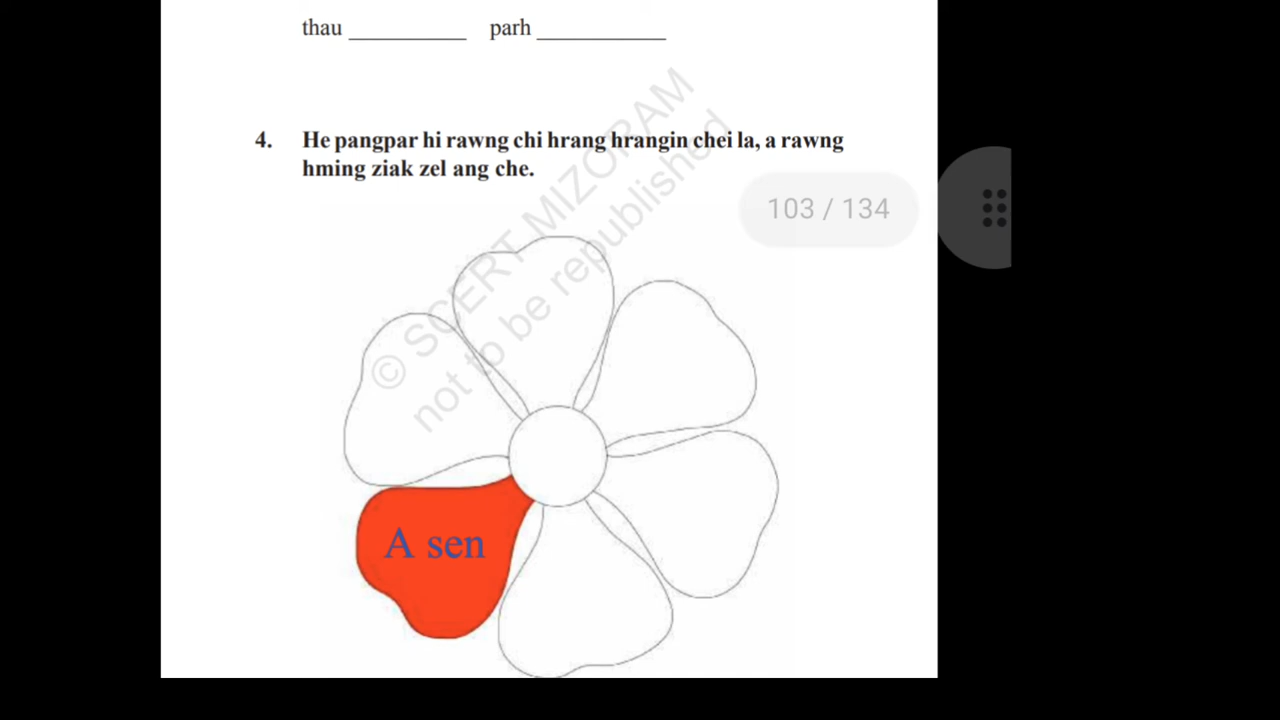 thau __________ parh ___________
4. He pangpar hi rawng chi hrang hrangin chei la, a rawng
hming ziak zel ang che.
103 / 134
© SCERT MIZORAM
not to be republished
A sen